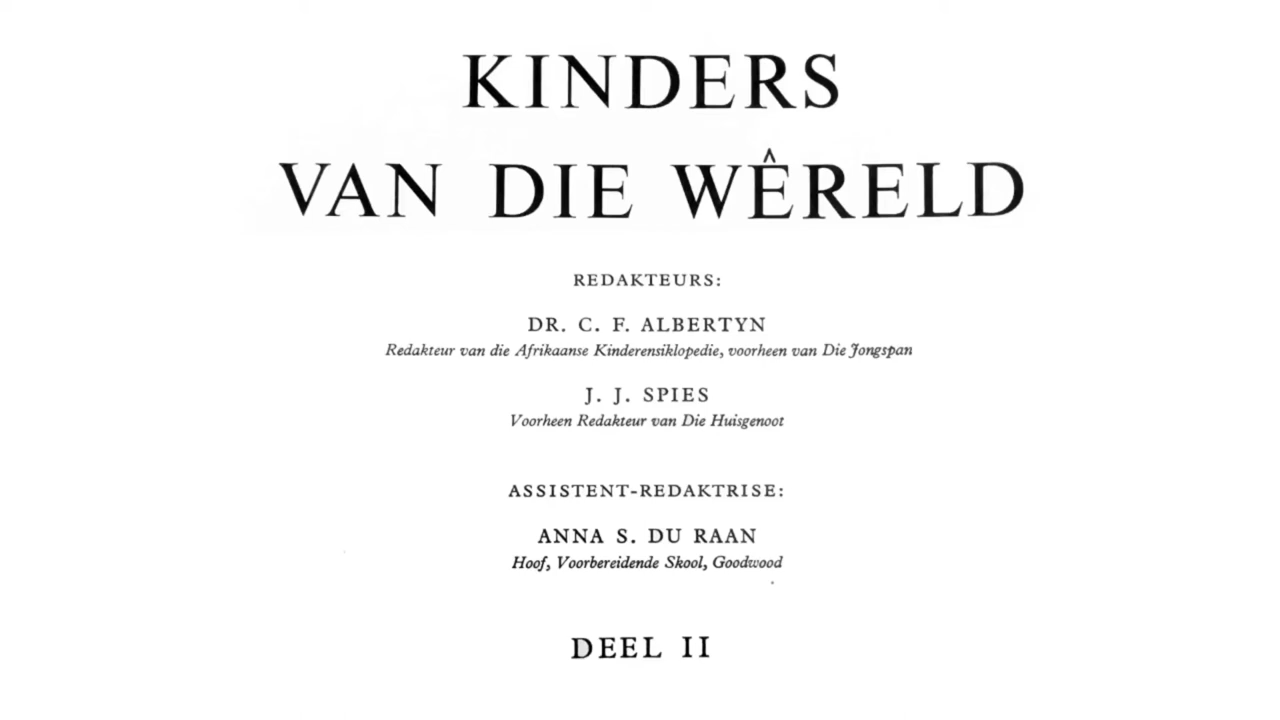 KINDERS
VAN DIE WÊRELD
REDAKTEURS:
DR. C. F. ALBERTYN
Redakteur van die Afrikaanse Kinderensiklopedie, voorheen van Die Jongspan
J. J. SPIES
Voorheen Redakteur van Die Huisgenoot
ASSISTENT-REDAKTRISE:
ANNA S. DU RAAN
Hoof, Voorbereidende Skool, Goodwood
DEEL II